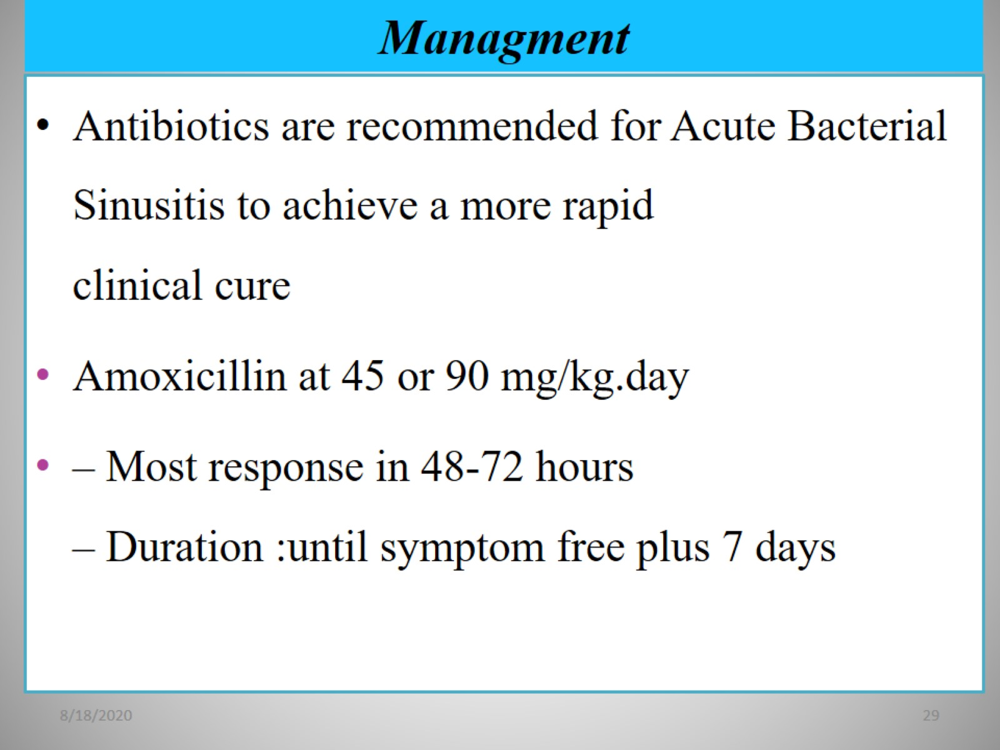 Managment
• Antibiotics are recommended for Acute Bacterial
Sinusitis to achieve a more rapid
clinical cure
• Amoxicillin at 45 or 90 mg/kg.day
• – Most response in 48-72 hours
– Duration :until symptom free plus 7 days
8/18/2020
29